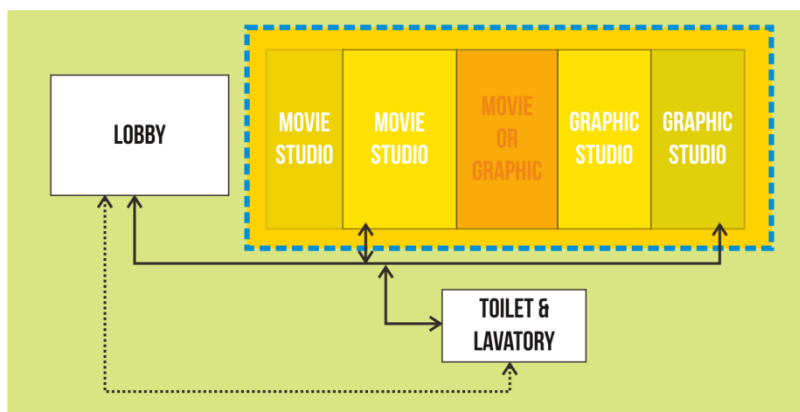 LOBBY
MOVIE
STUDIO
MOVIE
STUDIO
MOVIE
OR
GRAPHIC
GRAPHIC
STUDIO
GRAPHIC
STUDIO
TOILET &
LAVATORY